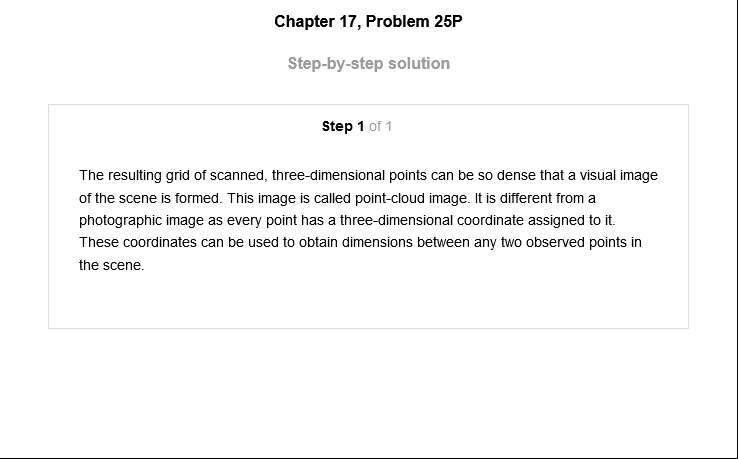 Chapter 17, Problem 25P
Step-by-step solution
Step 1 of 1
The resulting grid of scanned, three-dimensional points can be so dense that a visual image
of the scene is formed. This image is called point-cloud image. It is different from a
photographic image as every point has a three-dimensional coordinate assigned to it.
These coordinates can be used to obtain dimensions between any two observed points in
the scene.